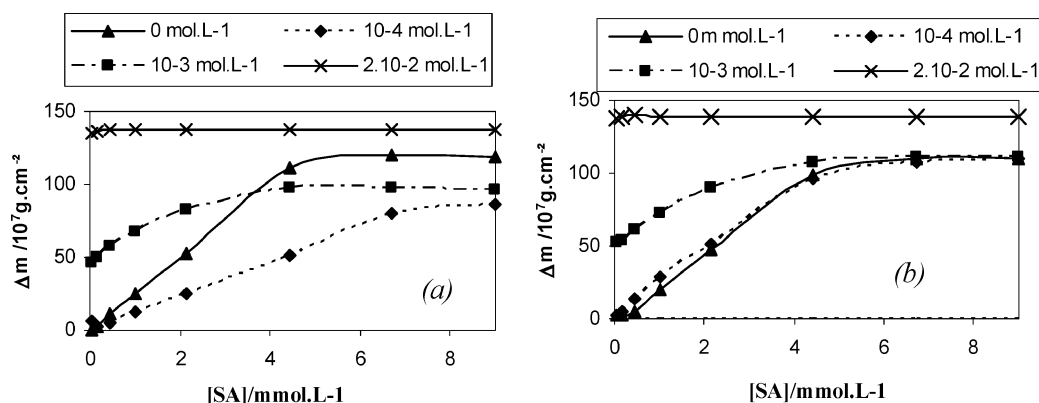 0 mol.L-1
10-4 mol.L-1
10-3 mol.L-1
2.10-2 mol.L-1
150
100
50
0
Δm /10⁷g.cm⁻²
0 2 4 6 8
[SA]/mmol.L-1
(a)
0m mol.L-1
10-4 mol.L-1
10-3 mol.L-1
2.10-2 mol.L-1
150
100
50
0
Δm /10⁷g.cm⁻²
0 2 4 6 8
[SA]/mmol.L-1
(b)